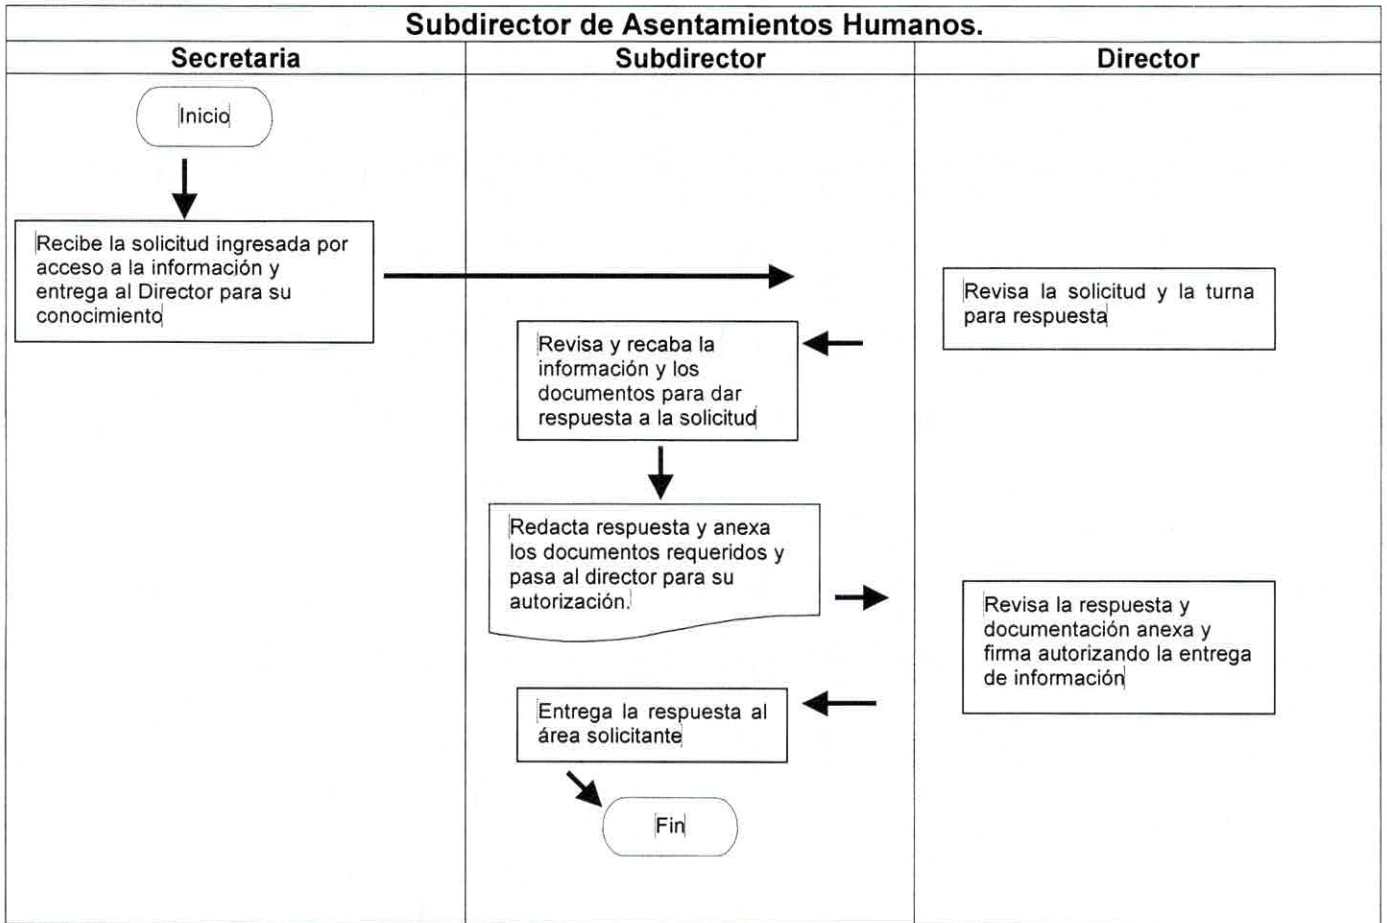 Subdirector de Asentamientos Humanos.
Secretaria
Subdirector
Director
Inicio
Recibe la solicitud ingresada por
acceso a la información y
entrega al Director para su
conocimiento
Revisa la solicitud y la turna
para respuesta
Revisa y recaba la
información y los
documentos para dar
respuesta a la solicitud
Redacta respuesta y anexa
los documentos requeridos y
pasa al director para su
autorización.
Revisa la respuesta y
documentación anexa y
firma autorizando la entrega
de información
Entrega la respuesta al
área solicitante
Fin